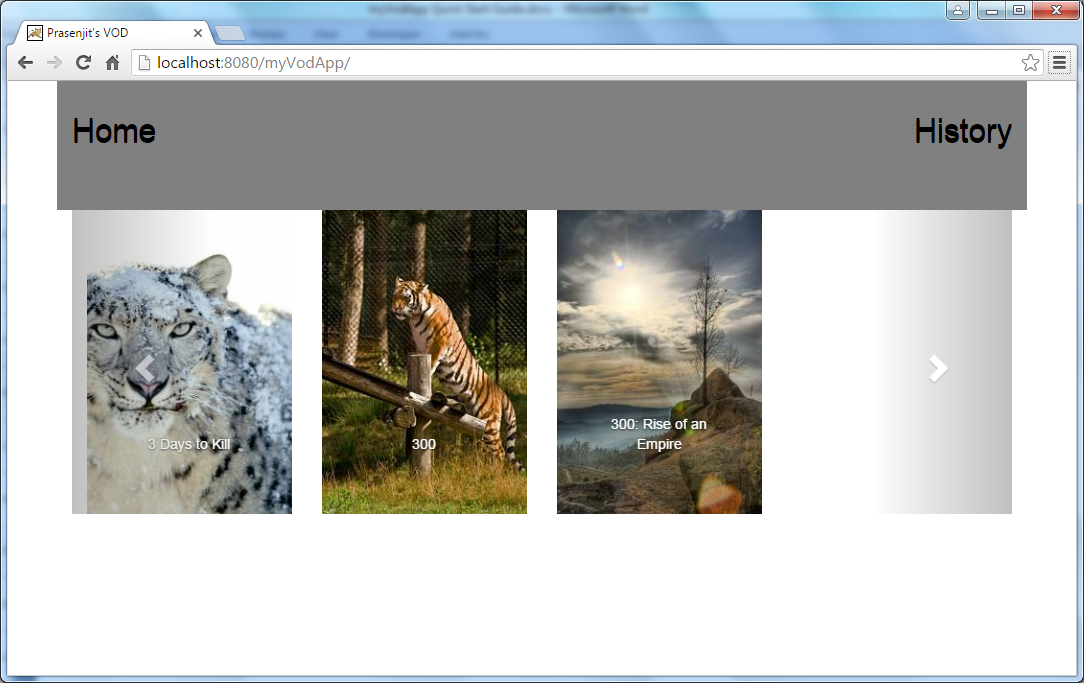 Prasenjit's VOD
localhost:8080/myVodApp/
Home
History
3 Days to Kill
300
300: Rise of an
Empire